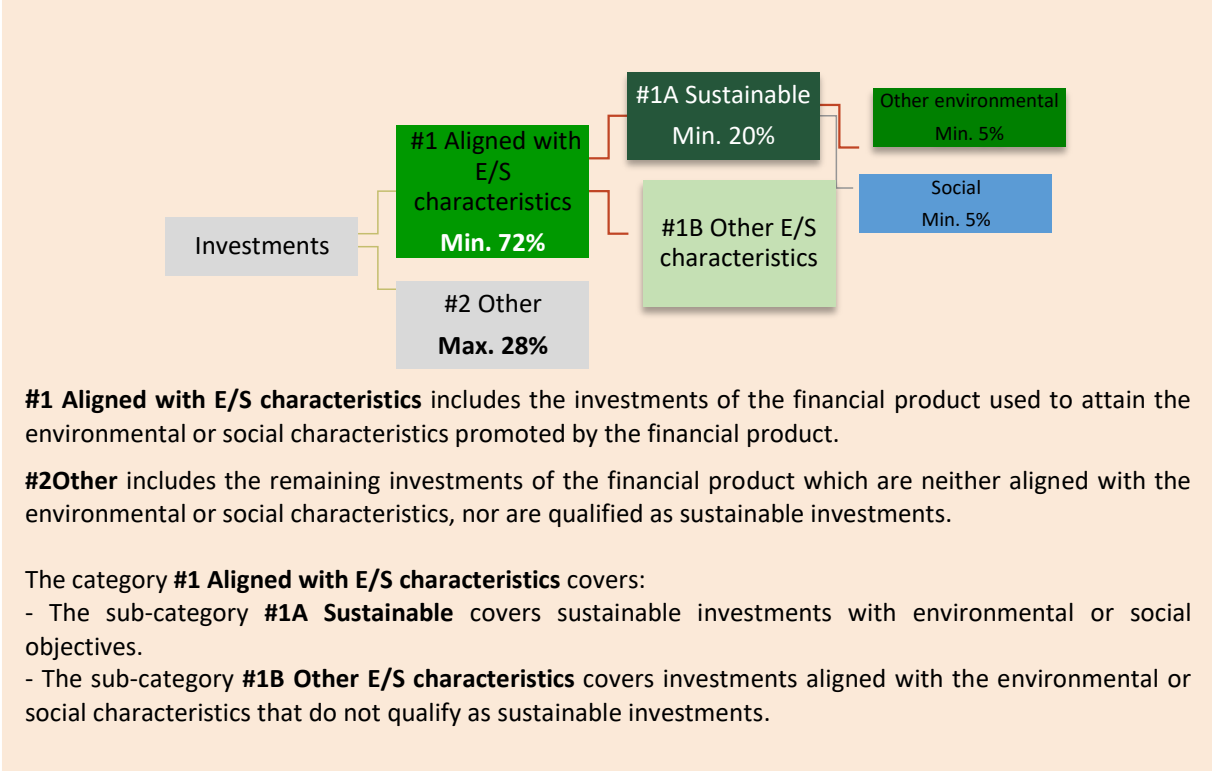 #1A Sustainable
Min. 20%
Other environmental
Min. 5%
#1 Aligned with
E/S
characteristics
Min. 72%
Social
Min. 5%
#1B Other E/S
characteristics
Investments
#2 Other
Max. 28%
#1 Aligned with E/S characteristics includes the investments of the financial product used to attain the
environmental or social characteristics promoted by the financial product.
#2Other includes the remaining investments of the financial product which are neither aligned with the
environmental or social characteristics, nor are qualified as sustainable investments.
The category #1 Aligned with E/S characteristics covers:
- The sub-category #1A Sustainable covers sustainable investments with environmental or social
objectives.
- The sub-category #1B Other E/S characteristics covers investments aligned with the environmental or
social characteristics that do not qualify as sustainable investments.